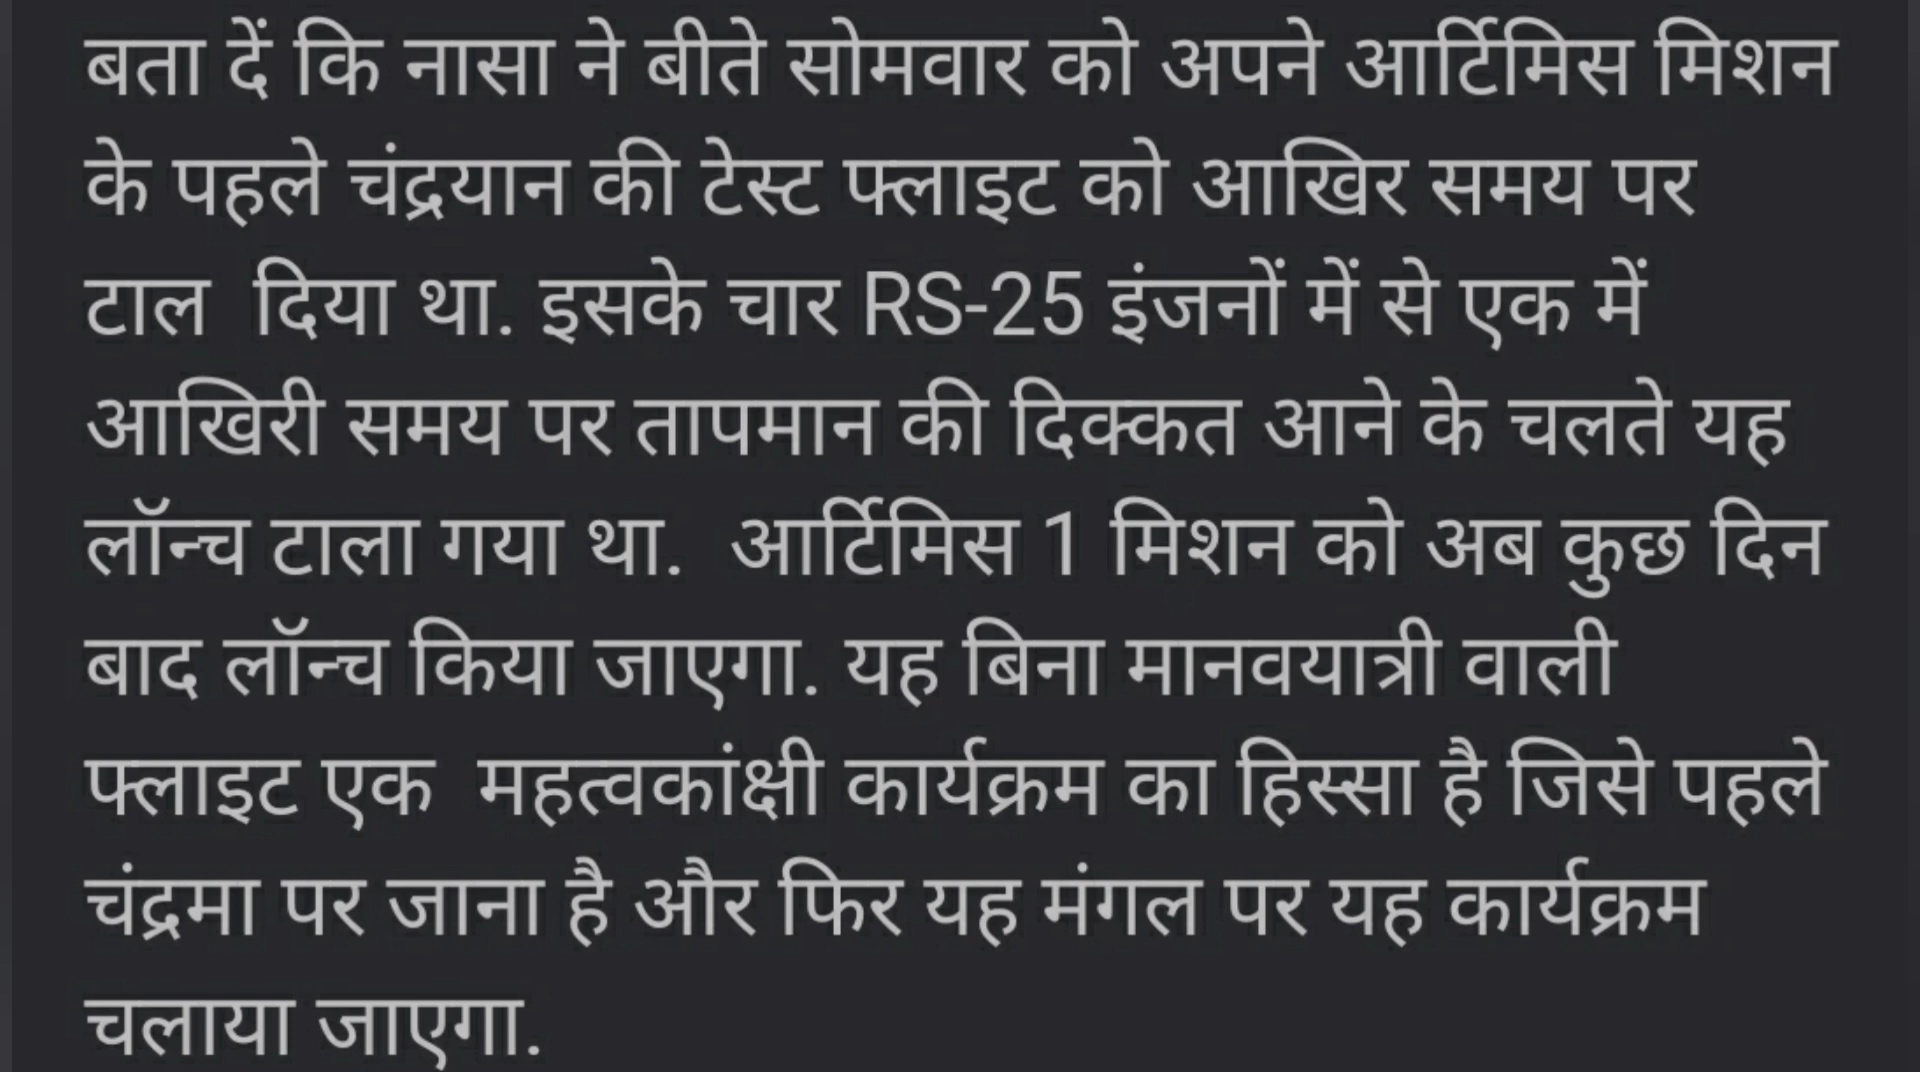 बता दें कि नासा ने बीते सोमवार को अपने आर्टिमिस मिशन
के पहले चंद्रयान की टेस्ट फ्लाइट को आखिर समय पर
टाल  दिया था. इसके चार RS-25 इंजनों में से एक में
आखिरी समय पर तापमान की दिक्कत आने के चलते यह
लॉन्च टाला गया था.  आर्टिमिस 1 मिशन को अब कुछ दिन
बाद लॉन्च किया जाएगा. यह बिना मानवयात्री वाली
फ्लाइट एक  महत्वकांक्षी कार्यक्रम का हिस्सा है जिसे पहले
चंद्रमा पर जाना है और फिर यह मंगल पर यह कार्यक्रम
चलाया जाएगा.